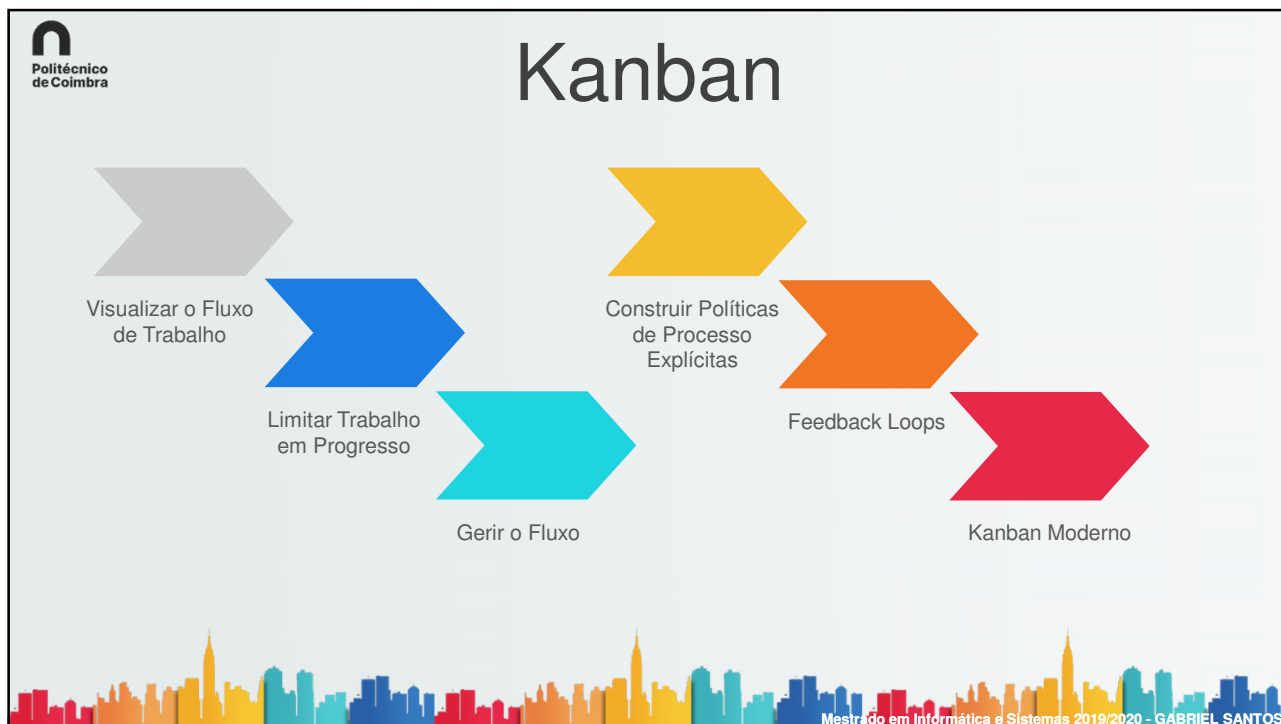 Politécnico
de Coimbra
Kanban
Visualizar o Fluxo
de Trabalho
Limitar Trabalho
em Progresso
Gerir o Fluxo
Construir Políticas
de Processo
Explícitas
Feedback Loops
Kanban Moderno
Mestrado em Informática e Sistemas 2019/2020 - GABRIEL SANTOS